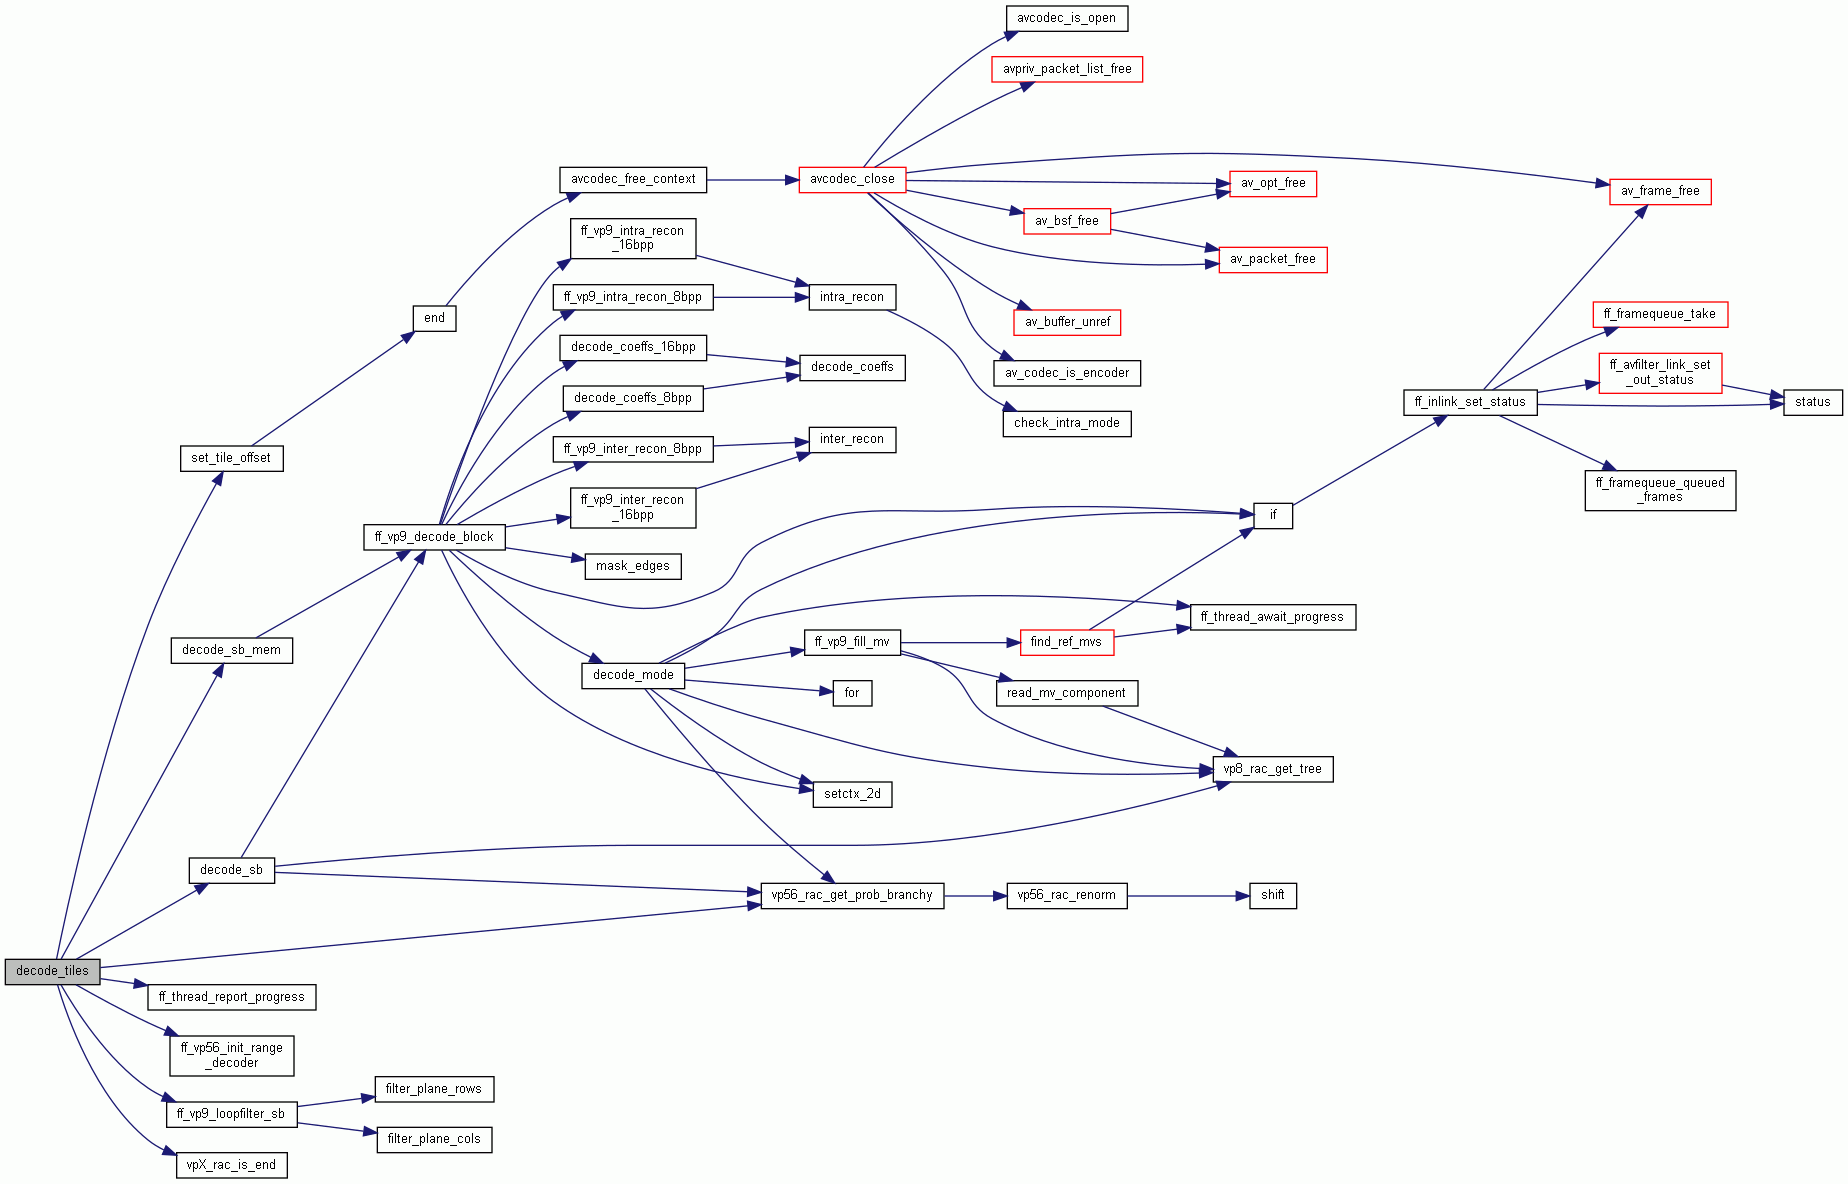 avcodec_is_open
avpriv_packet_list_free
avcodec_free_context
avcodec_close
av_opt_free
av_frame_free
av_bsf_free
ff_vp9_intra_recon
_16bpp
av_packet_free
end
ff_vp9_intra_recon_8bpp
intra_recon
av_buffer_unref
ff_framequeue_take
decode_coeffs_16bpp
decode_coeffs
av_codec_is_encoder
ff_avfilter_link_set
_out_status
decode_coeffs_8bpp
ff_inlink_set_status
status
check_intra_mode
set_tile_offset
ff_vp9_inter_recon_8bpp
inter_recon
ff_framequeue_queued
_frames
ff_vp9_inter_recon
_16bpp
if
ff_vp9_decode_block
mask_edges
ff_thread_await_progress
decode_sb_mem
ff_vp9_fill_mv
find_ref_mvs
decode_mode
for
read_mv_component
vp8_rac_get_tree
setctx_2d
decode_sb
vp56_rac_get_prob_branchy
vp56_rac_renorm
shift
decode_tiles
ff_thread_report_progress
ff_vp56_init_range
_decoder
filter_plane_rows
ff_vp9_loopfilter_sb
filter_plane_cols
vpX_rac_is_end